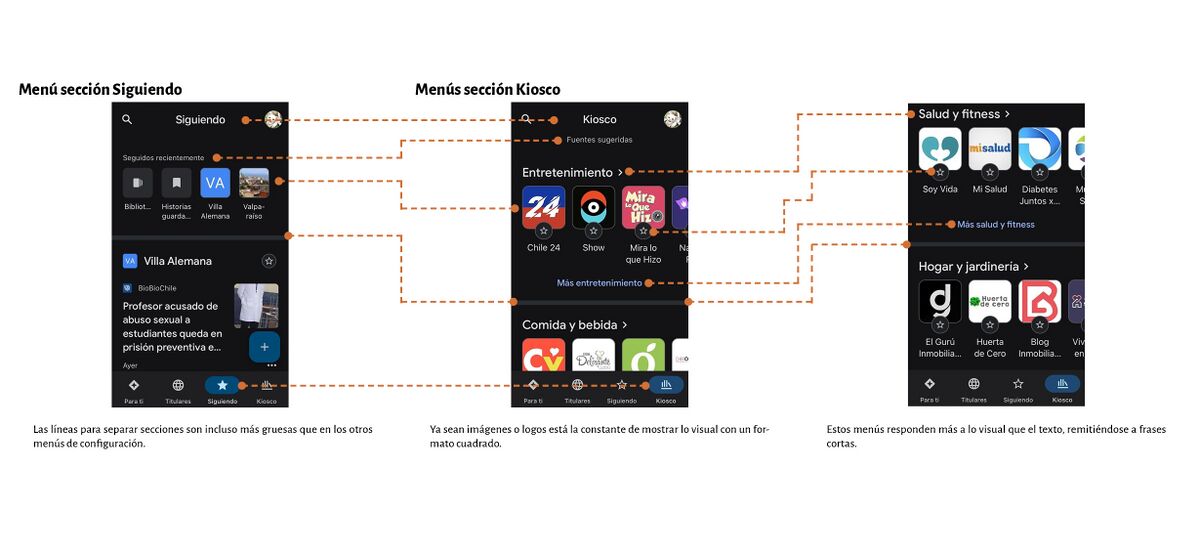 Menú sección Siguiendo
Siguiendo
Seguidos recientemente
VA
Bibliot...
Historias
guarda...
Villa
Alemana
Valpa-
raíso
VA
Villa Alemana
BioBioChile
Profesor acusado de
abuso sexual a
estudiantes queda en
prisión preventiva e...
Ayer
Para ti
Titulares
Siguiendo
Kiosco
Las líneas para separar secciones son incluso más gruesas que en los otros
menús de configuración.
Menús sección Kiosco
Kiosco
Fuentes sugeridas
Entretenimiento
24
Mira
Lo Que
Hiz
Chile 24
Show
Mira lo
que Hizo
Más entretenimiento
Comida y bebida
Para ti
Titulares
Siguiendo
Kiosco
Ya sean imágenes o logos está la constante de mostrar lo visual con un for-
mato cuadrado.
Salud y fitness
misalud
Soy Vida
Mi Salud
Diabetes
Juntos x...
Más salud y fitness
Hogar y jardinería
Huerta
de cero
El Gurú
Inmobilia...
Huerta
de Cero
Blog
Inmobilia...
Viv
en
Para ti
Titulares
Siguiendo
Kiosco
Estos menús responden más a lo visual que el texto, remitiéndose a frases
cortas.